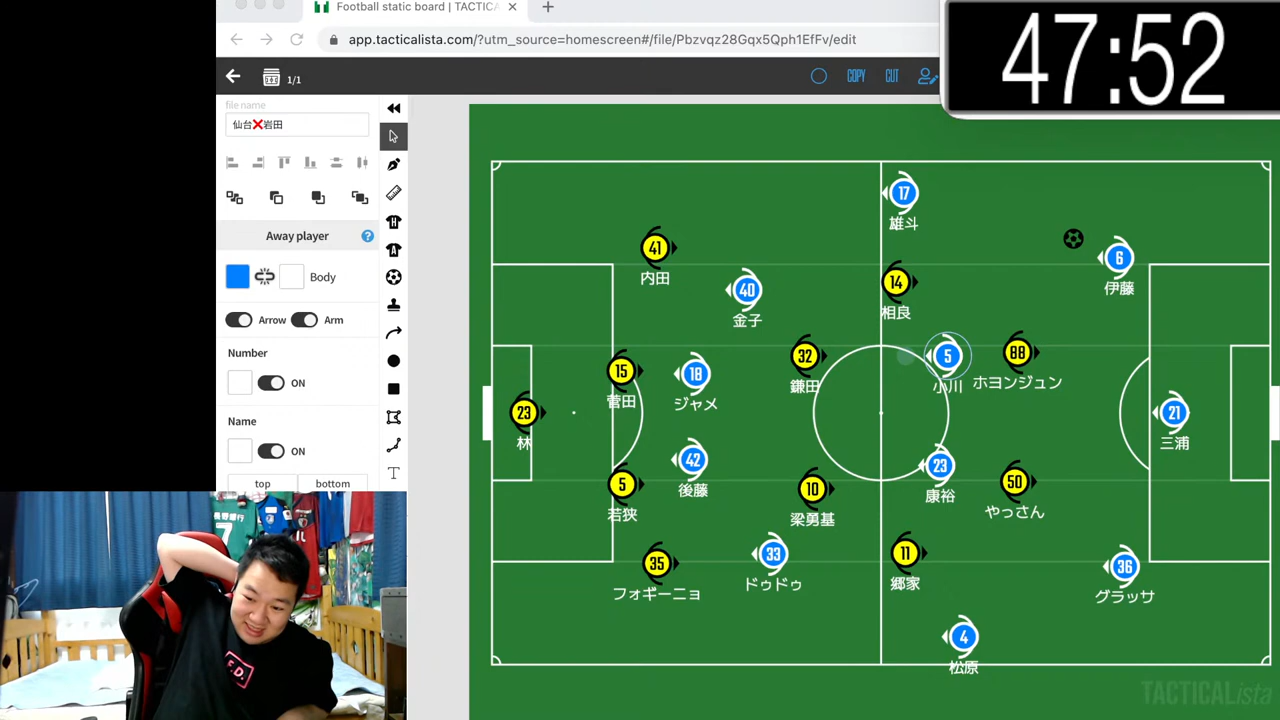 Football static board | TACTICA
47:52
app.tacticalista.com/?utm_source=homescreen#/file/Pbzvqz28Gqx5Qph1EfFv/edit
1/1
COPY
CUT
file name
仙台❌岩田
Away player
?
Body
Arrow
Arm
Number
ON
Name
ON
top
bottom
H
A
T
17
雄斗
41
内田
6
伊藤
40
金子
14
相良
32
鎌田
5
小川
88
ホヨンジュン
15
菅田
18
ジャメ
23
林
21
三浦
42
後藤
23
康裕
5
若狭
10
梁勇基
50
やっさん
35
フォギーニョ
33
ドゥドゥ
11
郷家
36
グラッサ
4
松原
TACTICALista
長野銀行
7
F.D.